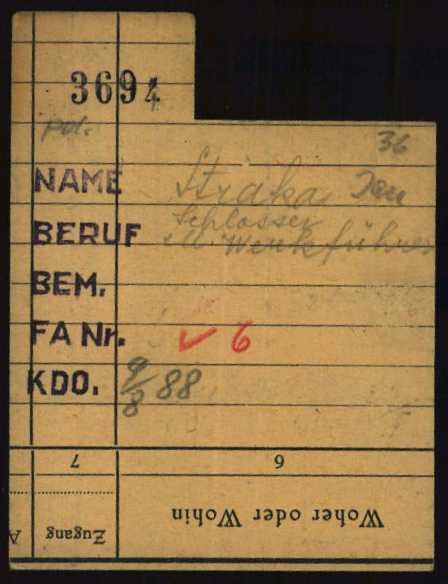 3694
pol. 36
NAME Straka Jan
BERUF Schlosser
u. Werkführer
BEM.
FA Nr. ✓ 6
KDO. 9/8 88
7 6
Zugang Woher oder Wohin
A